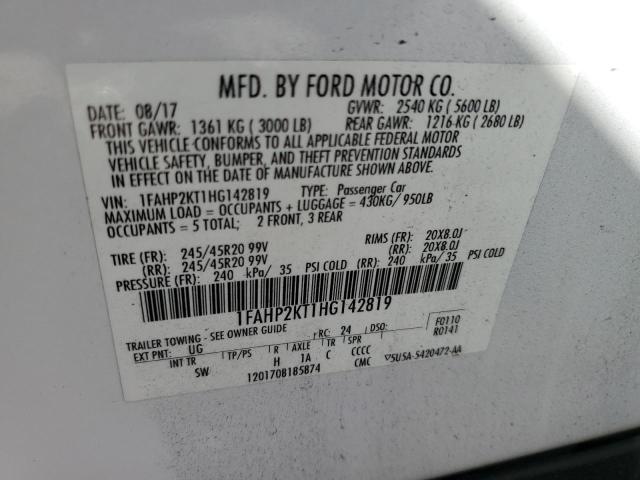 MFD. BY FORD MOTOR CO.
DATE: 08/17 GVWR: 2540 KG ( 5600 LB)
FRONT GAWR: 1361 KG ( 3000 LB) REAR GAWR: 1216 KG ( 2680 LB)
THIS VEHICLE CONFORMS TO ALL APPLICABLE FEDERAL MOTOR
VEHICLE SAFETY, BUMPER, AND THEFT PREVENTION STANDARDS
IN EFFECT ON THE DATE OF MANUFACTURE SHOWN ABOVE.
VIN: 1FAHP2KT1HG142819 TYPE: Passenger Car
MAXIMUM LOAD = OCCUPANTS + LUGGAGE = 430KG/ 950LB
OCCUPANTS = 5 TOTAL; 2 FRONT, 3 REAR
TIRE (FR): 245/45R20 99V RIMS (FR): 20X8.0J
(RR): 245/45R20 99V (RR): 20X8.0J
PRESSURE (FR): 240 kPa/ 35 PSI COLD (RR): 240 kPa/ 35 PSI COLD
1FAHP2KT1HG142819
TRAILER TOWING - SEE OWNER GUIDE RC: 24 DSO: F0110
EXT PNT: UG R0141
INT TR TP/PS R AXLE TR SPR
SW H 1A C CCCC
1201708185874 CMC 5U5A-5420472-AA